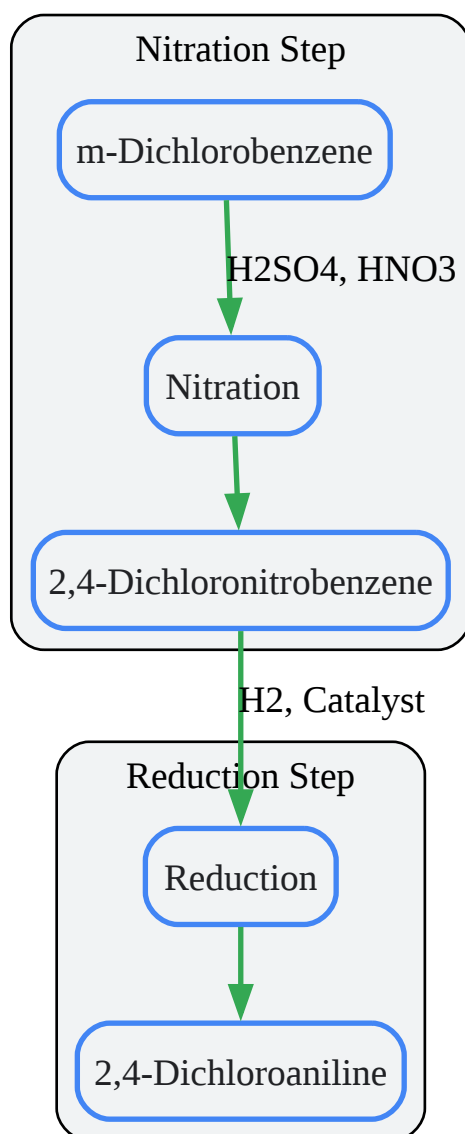 Nitration Step
m-Dichlorobenzene
H2SO4, HNO3
Nitration
2,4-Dichloronitrobenzene
H2, Catalyst
Reduction Step
Reduction
2,4-Dichloroaniline